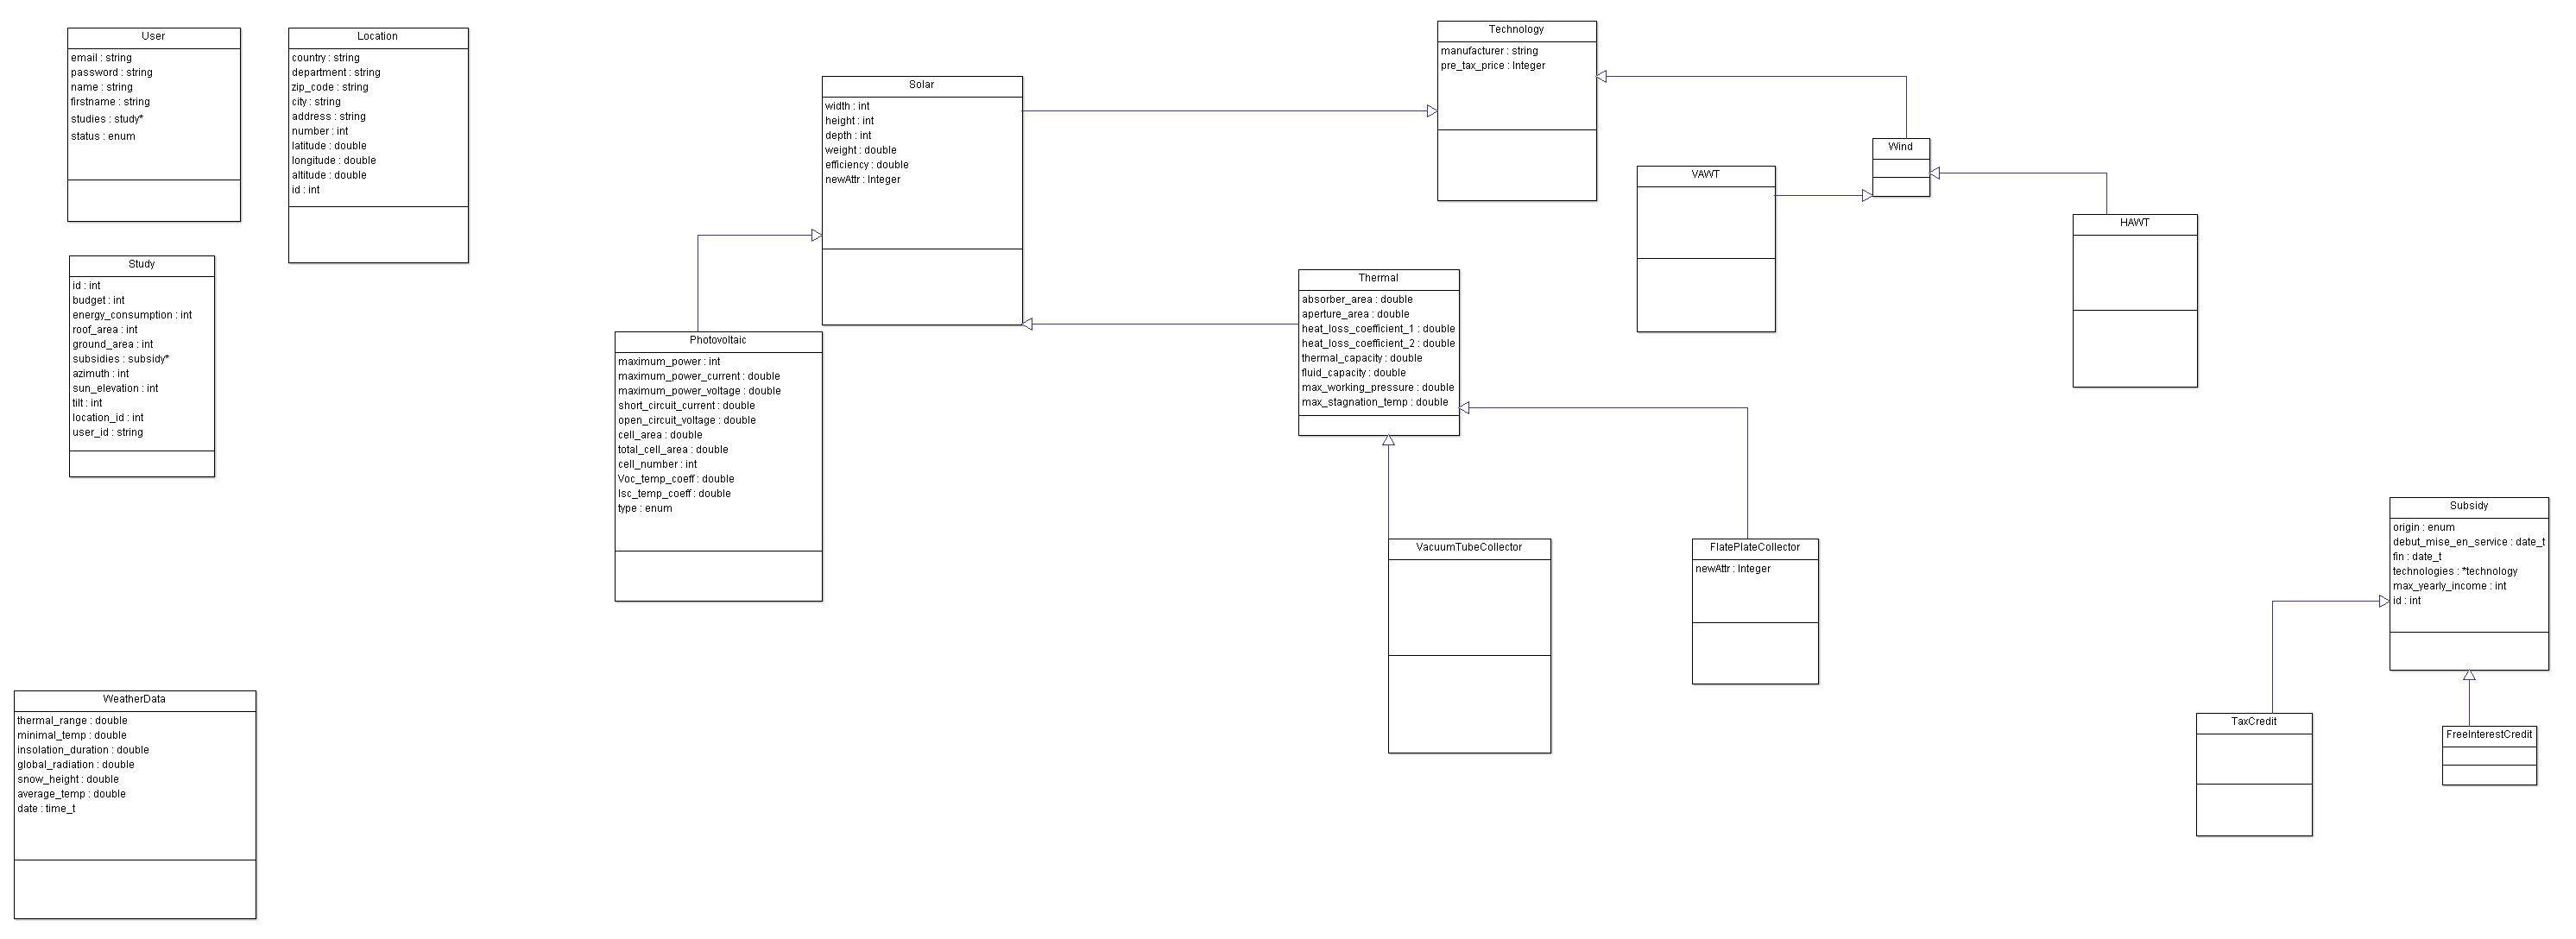 User
email : string
password : string
name : string
firstname : string
studies : study*
status : enum
Location
country : string
department : string
zip_code : string
city : string
address : string
number : int
latitude : double
longitude : double
altitude : double
id : int
Study
id : int
budget : int
energy_consumption : int
roof_area : int
ground_area : int
subsidies : subsidy*
azimuth : int
sun_elevation : int
tilt : int
location_id : int
user_id : string
WeatherData
thermal_range : double
minimal_temp : double
insolation_duration : double
global_radiation : double
snow_height : double
average_temp : double
date : time_t
Solar
width : int
height : int
depth : int
weight : double
efficiency : double
newAttr : Integer
Photovoltaic
maximum_power : int
maximum_power_current : double
maximum_power_voltage : double
short_circuit_current : double
open_circuit_voltage : double
cell_area : double
total_cell_area : double
cell_number : int
Voc_temp_coeff : double
Isc_temp_coeff : double
type : enum
Technology
manufacturer : string
pre_tax_price : Integer
Thermal
absorber_area : double
aperture_area : double
heat_loss_coefficient_1 : double
heat_loss_coefficient_2 : double
thermal_capacity : double
fluid_capacity : double
max_working_pressure : double
max_stagnation_temp : double
VacuumTubeCollector
FlatePlateCollector
newAttr : Integer
VAWT
Wind
HAWT
Subsidy
origin : enum
debut_mise_en_service : date_t
fin : date_t
technologies : *technology
max_yearly_income : int
id : int
TaxCredit
FreeInterestCredit